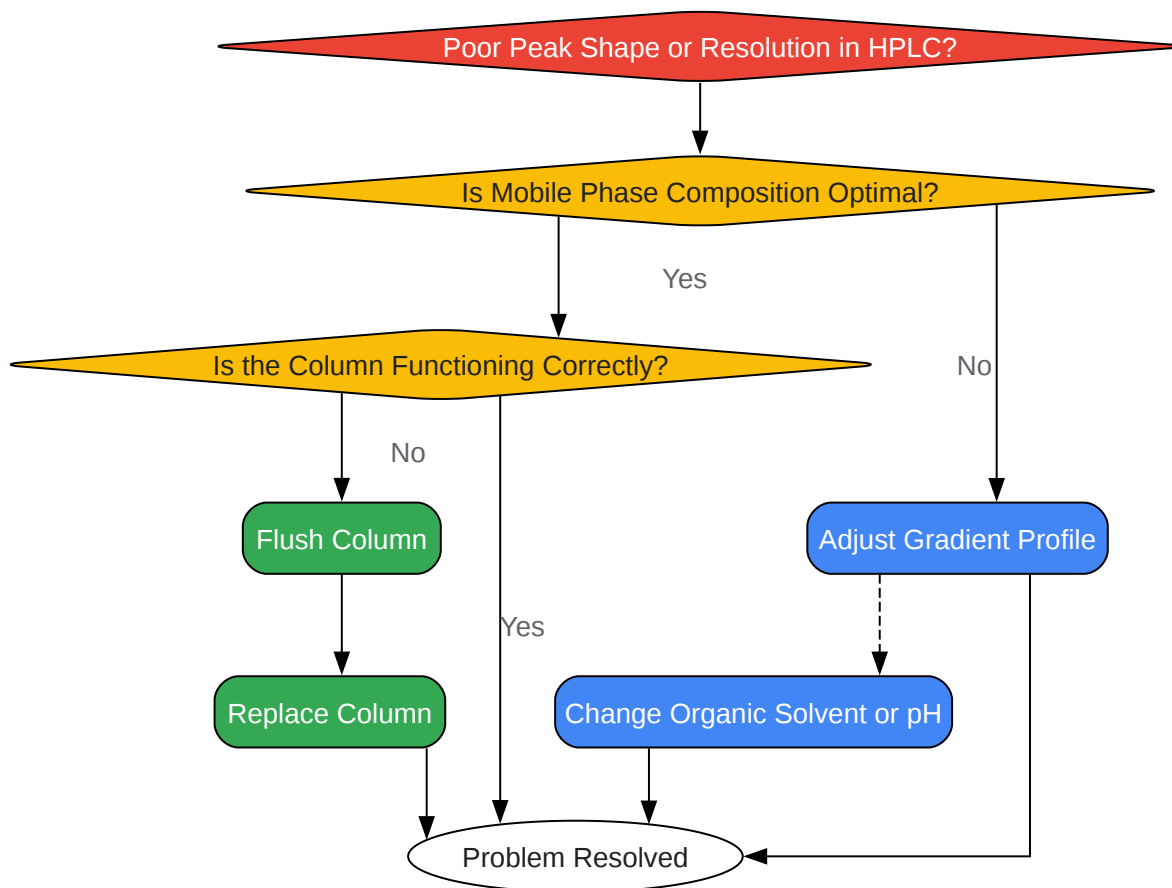 Poor Peak Shape or Resolution in HPLC?
Is Mobile Phase Composition Optimal?
Yes
Is the Column Functioning Correctly?
No
No
Flush Column
Adjust Gradient Profile
Yes
Replace Column
Change Organic Solvent or pH
Problem Resolved